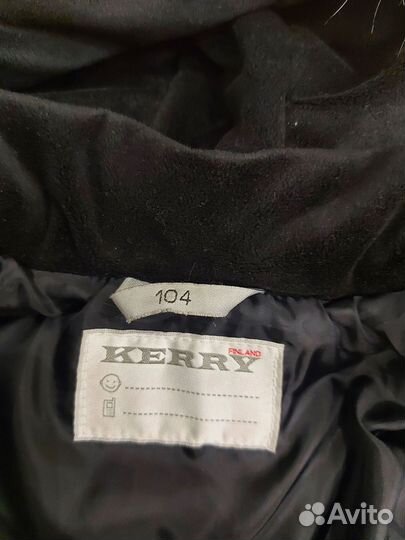 104
KERRY
FINLAND
Avito